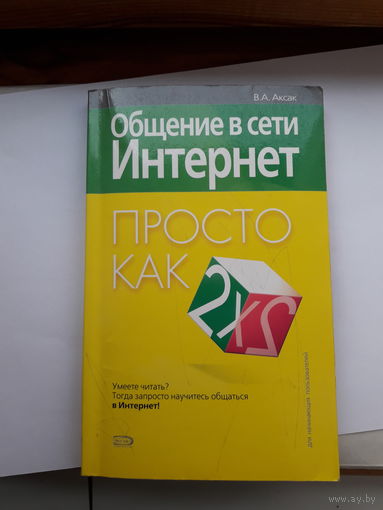 В.А. Аксак
Общение в сети
Интернет
ПРОСТО
КАК
2x2
Умеете читать?
Тогда запросто научитесь общаться
в Интернет!
для начинающих пользователей
www.ay.by